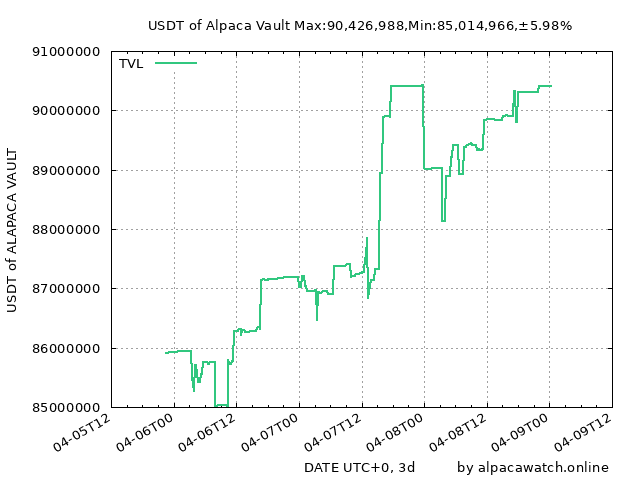 USDT of Alpaca Vault Max:90,426,988,Min:85,014,966,±5.98%
91000000
TVL
90000000
89000000
88000000
87000000
86000000
85000000
USDT of ALAPACA VAULT
04-05T12
04-06T00
04-06T12
04-07T00
04-07T12
04-08T00
04-08T12
04-09T00
04-09T12
DATE UTC+0, 3d
by alpacawatch.online